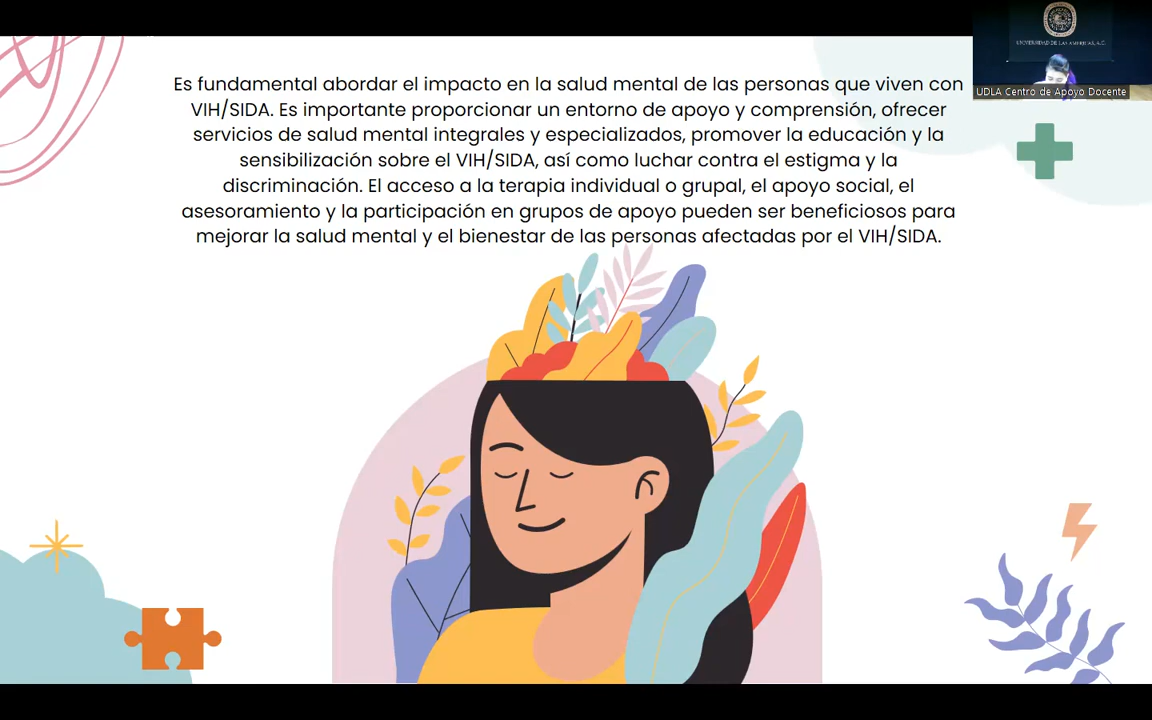 Es fundamental abordar el impacto en la salud mental de las personas que viven con
VIH/SIDA. Es importante proporcionar un entorno de apoyo y comprensión, ofrecer
servicios de salud mental integrales y especializados, promover la educación y la
sensibilización sobre el VIH/SIDA, así como luchar contra el estigma y la
discriminación. El acceso a la terapia individual o grupal, el apoyo social, el
asesoramiento y la participación en grupos de apoyo pueden ser beneficiosos para
mejorar la salud mental y el bienestar de las personas afectadas por el VIH/SIDA.
UNIVERSIDAD DE LAS AMERICAS, A.C.
UDLA Centro de Apoyo Docente